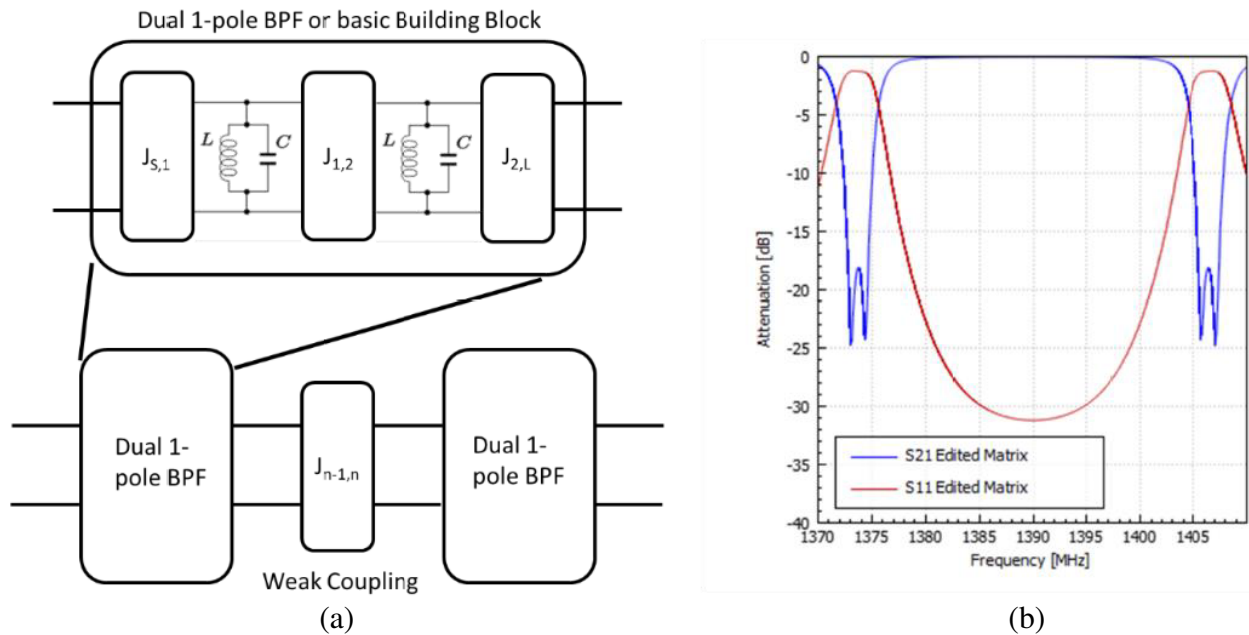 Dual 1-pole BPF or basic Building Block
J_{S,1}
L
C
J_{1,2}
L
C
J_{2,L}
Dual 1-
pole BPF
J_{n-1,n}
Dual 1-
pole BPF
Weak Coupling
(a)
Attenuation [dB]
0
-5
-10
-15
-20
-25
-30
-35
-40
S21 Edited Matrix
S11 Edited Matrix
1370 1375 1380 1385 1390 1395 1400 1405
Frequency [MHz]
(b)